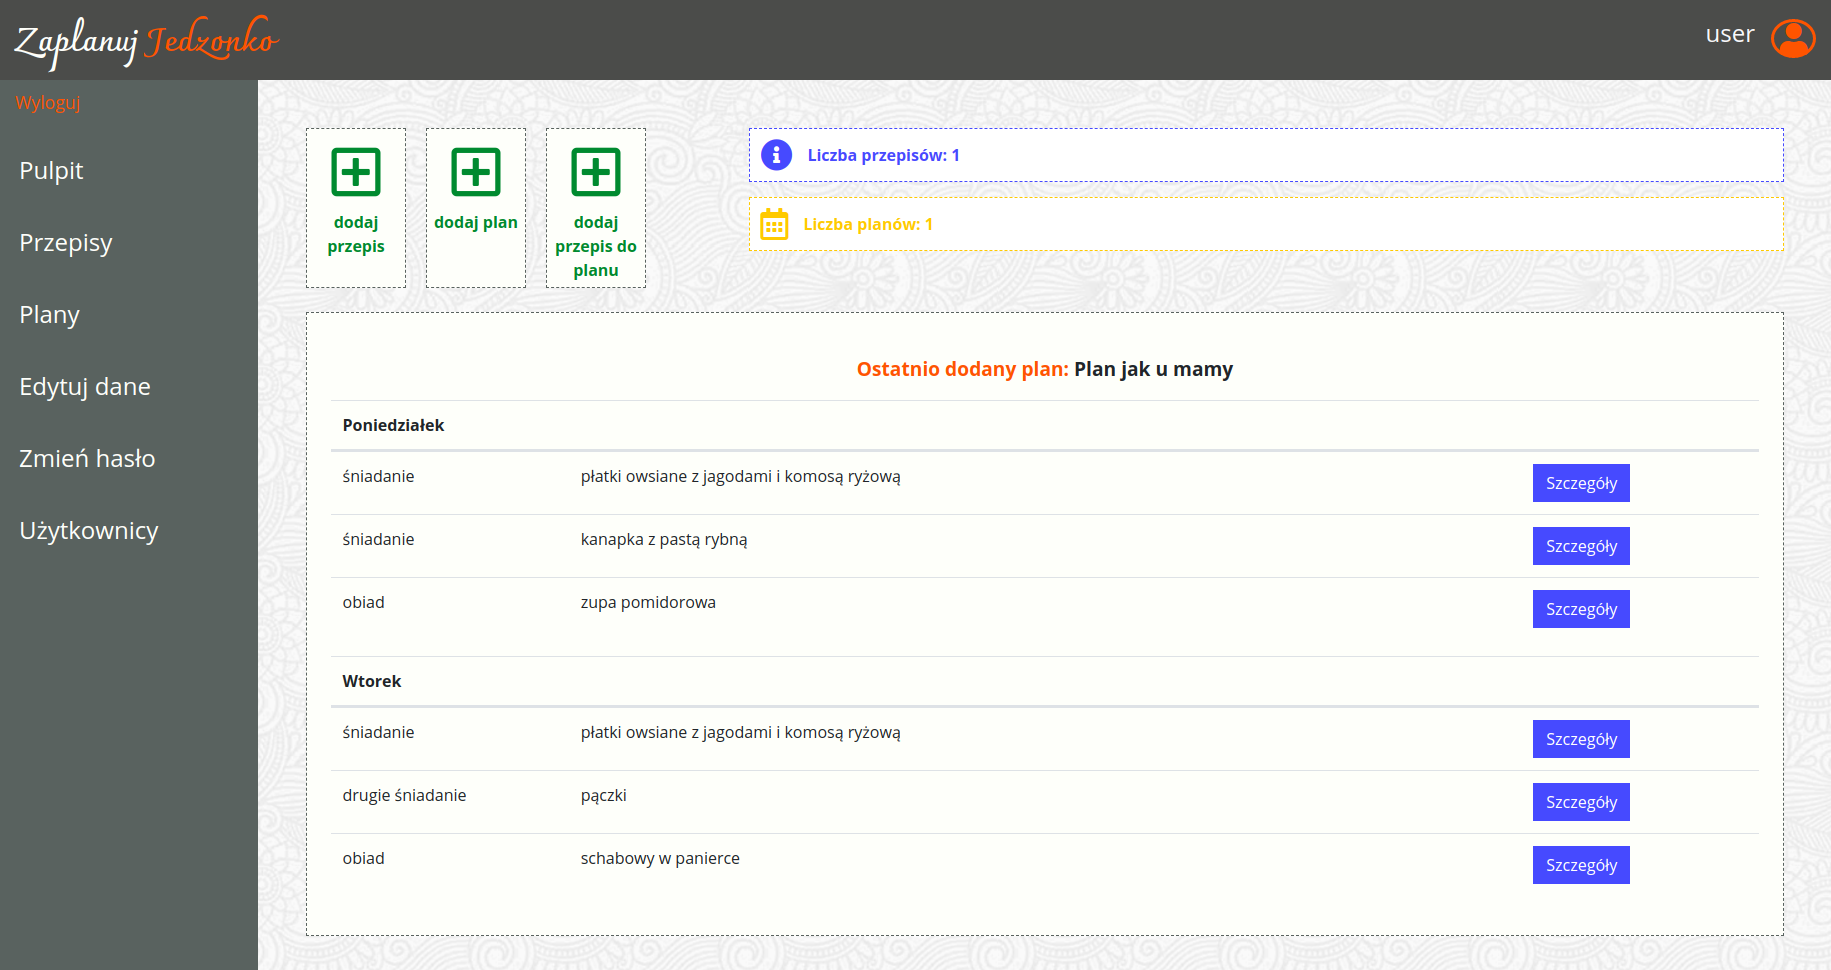 Zaplanuj Jedzonko
user
Wyloguj
Pulpit
Przepisy
Plany
Edytuj dane
Zmień hasło
Użytkownicy
dodaj
przepis
dodaj plan
dodaj
przepis do
planu
Liczba przepisów: 1
Liczba planów: 1
Ostatnio dodany plan: Plan jak u mamy
Poniedziałek
śniadanie płatki owsiane z jagodami i komosą ryżową Szczegóły
śniadanie kanapka z pastą rybną Szczegóły
obiad zupa pomidorowa Szczegóły
Wtorek
śniadanie płatki owsiane z jagodami i komosą ryżową Szczegóły
drugie śniadanie pączki Szczegóły
obiad schabowy w panierce Szczegóły